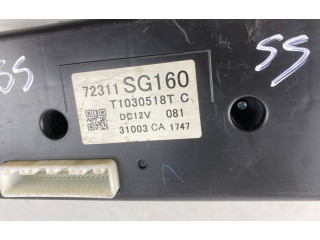 72311 SG160
T1030518T C
DC12V 081
31003 CA 1747
SS